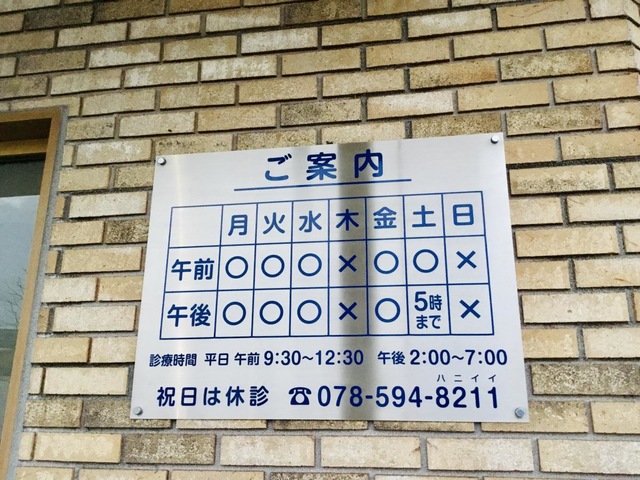 ご案内
月 火 水 木 金 土 日
午前 〇 〇 〇 × 〇 〇 ×
午後 〇 〇 〇 × 〇 5時まで ×
診療時間 平日 午前 9:30～12:30 午後 2:00～7:00
ハニイイ
祝日は休診 ☎078-594-8211